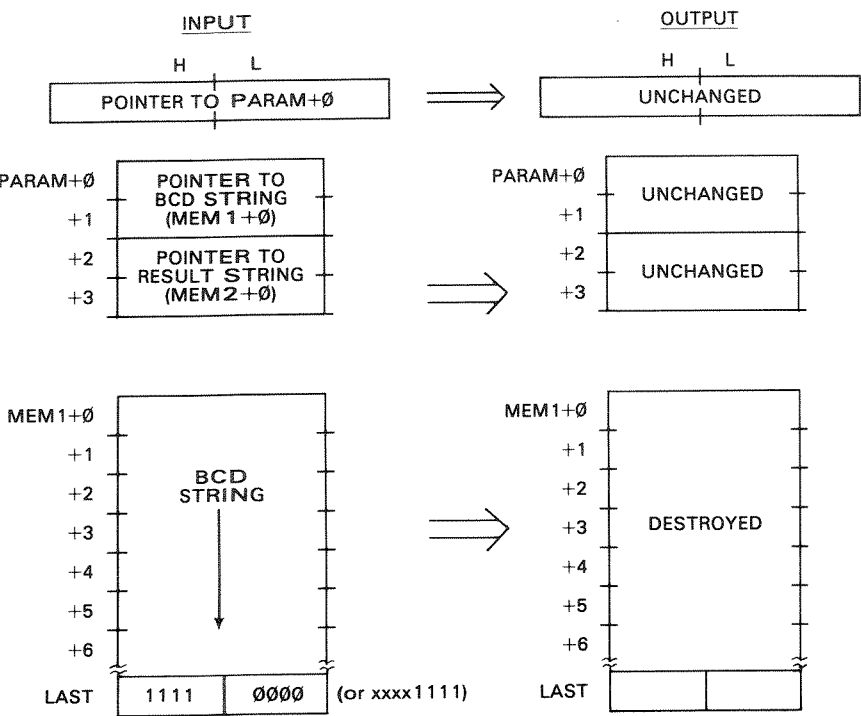 INPUT
OUTPUT
H L
H L
POINTER TO PARAM+Ø
UNCHANGED
PARAM+Ø
+1
+2
+3
POINTER TO
BCD STRING
(MEM1+Ø)
POINTER TO
RESULT STRING
(MEM2+Ø)
PARAM+Ø
+1
+2
+3
UNCHANGED
UNCHANGED
MEM1+Ø
+1
+2
+3
+4
+5
+6
LAST
BCD
STRING
1111 ØØØØ (or xxxx1111)
MEM1+Ø
+1
+2
+3
+4
+5
+6
LAST
DESTROYED